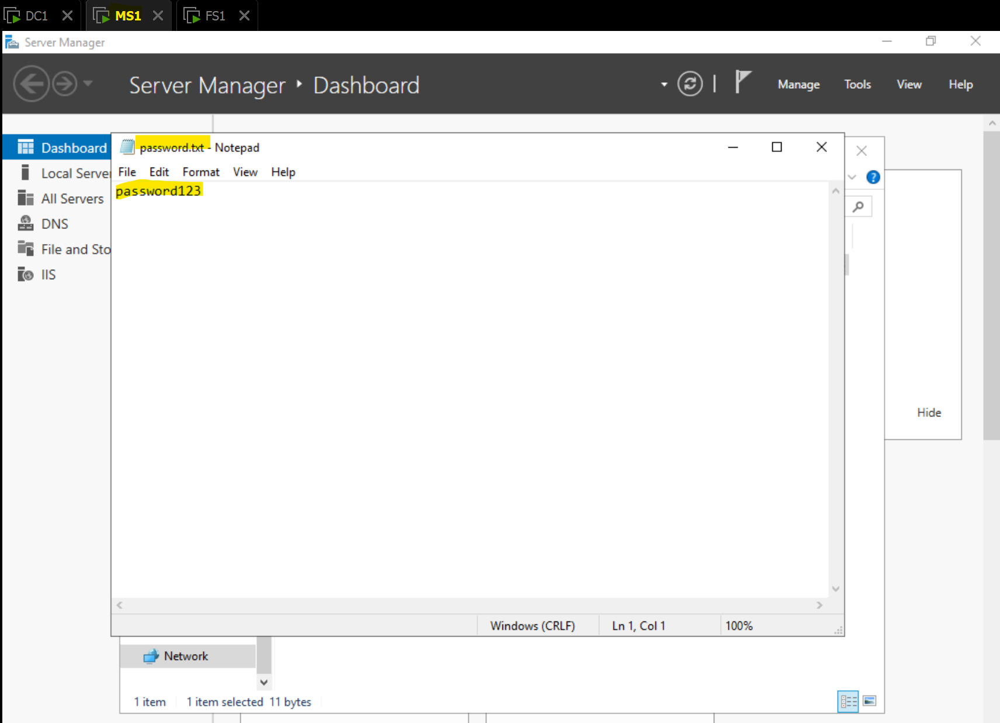 DC1
MS1
FS1
Server Manager
Server Manager Dashboard
Manage Tools View Help
Dashboard
Local Server
All Servers
DNS
File and Sto
IIS
password.txt - Notepad
File Edit Format View Help
password123
Hide
Windows (CRLF) Ln 1, Col 1 100%
Network
1 item 1 item selected 11 bytes